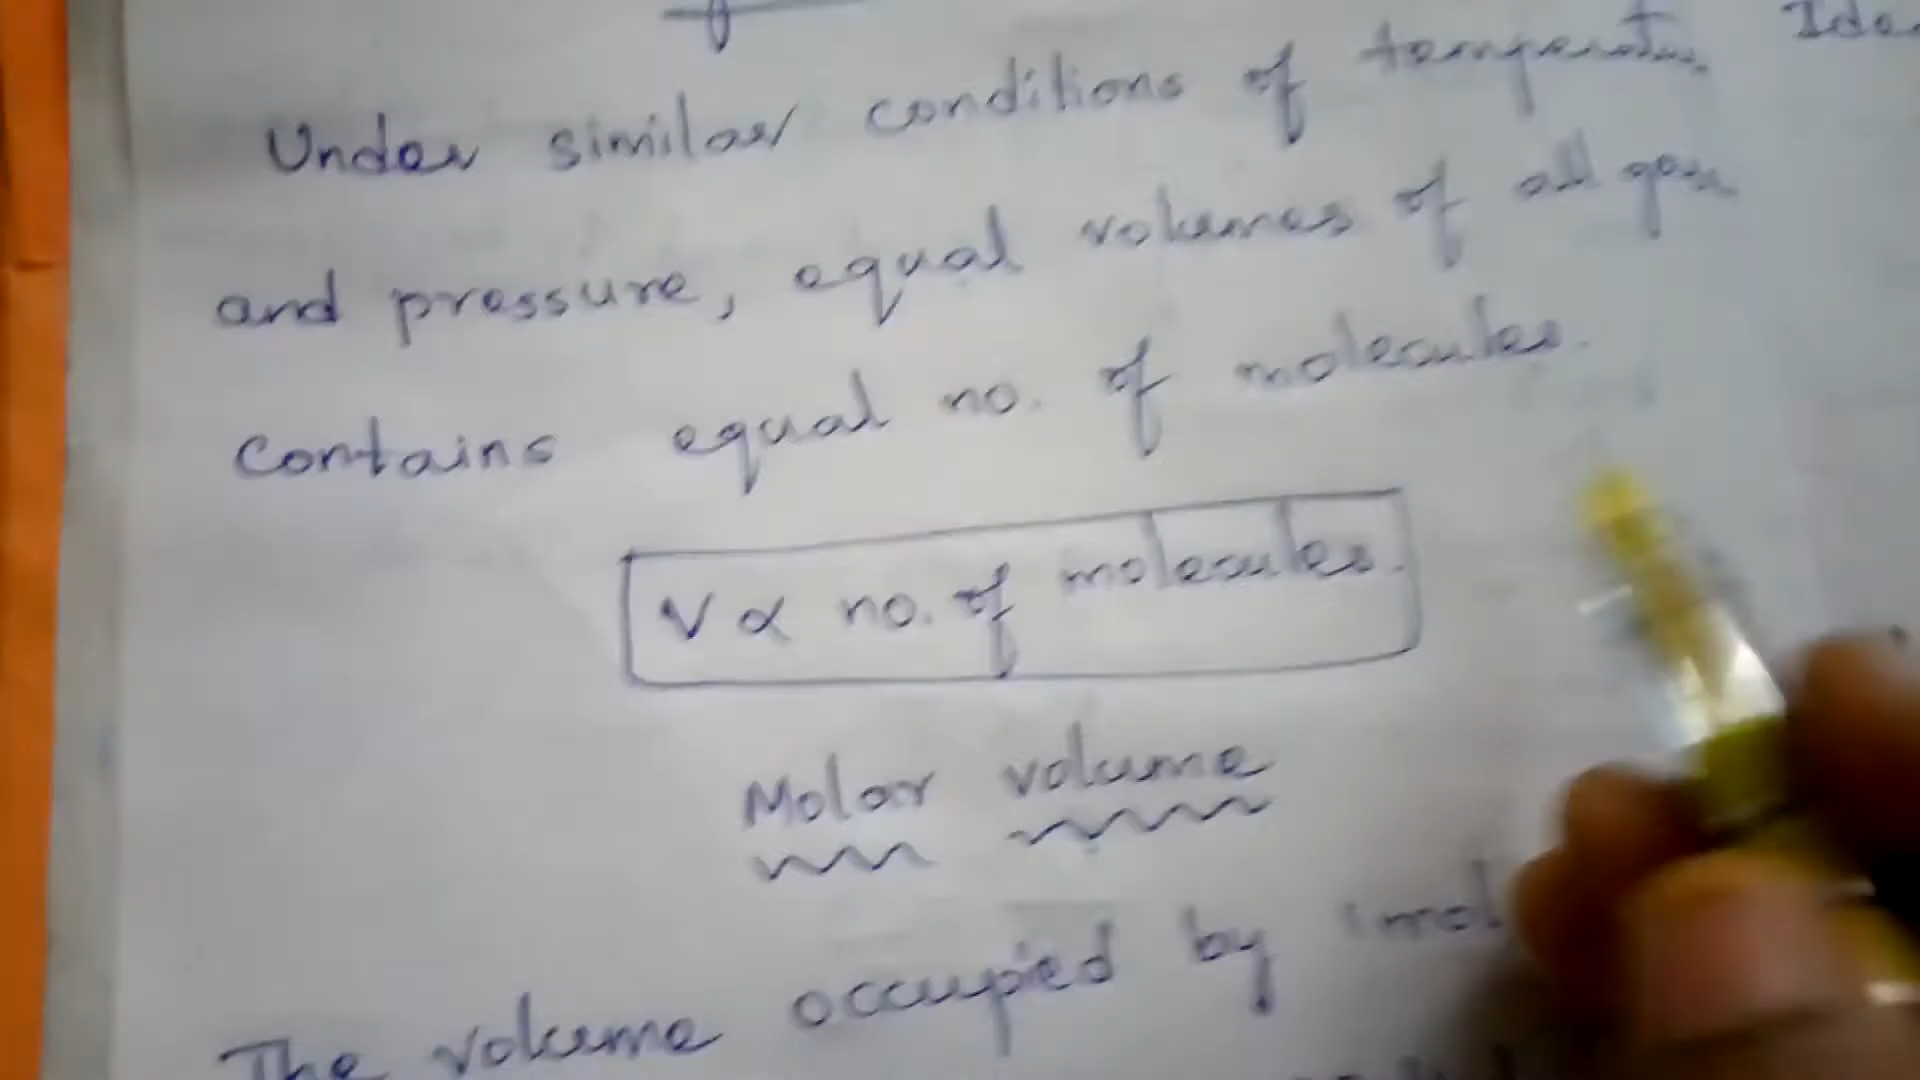 Under similar conditions of temperature
and pressure, equal volumes of all gases
contains equal no. of molecules.
V ∝ no. of molecules.
Molar volume
The volume occupied by 1 mol